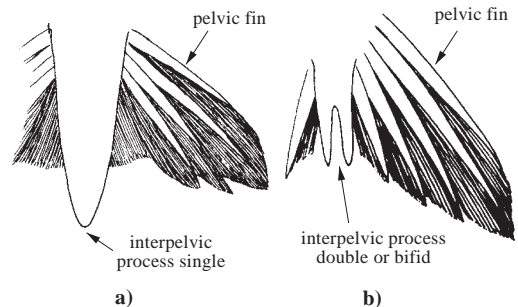 pelvic fin
pelvic fin
interpelvic
process single
interpelvic process
double or bifid
a)
b)